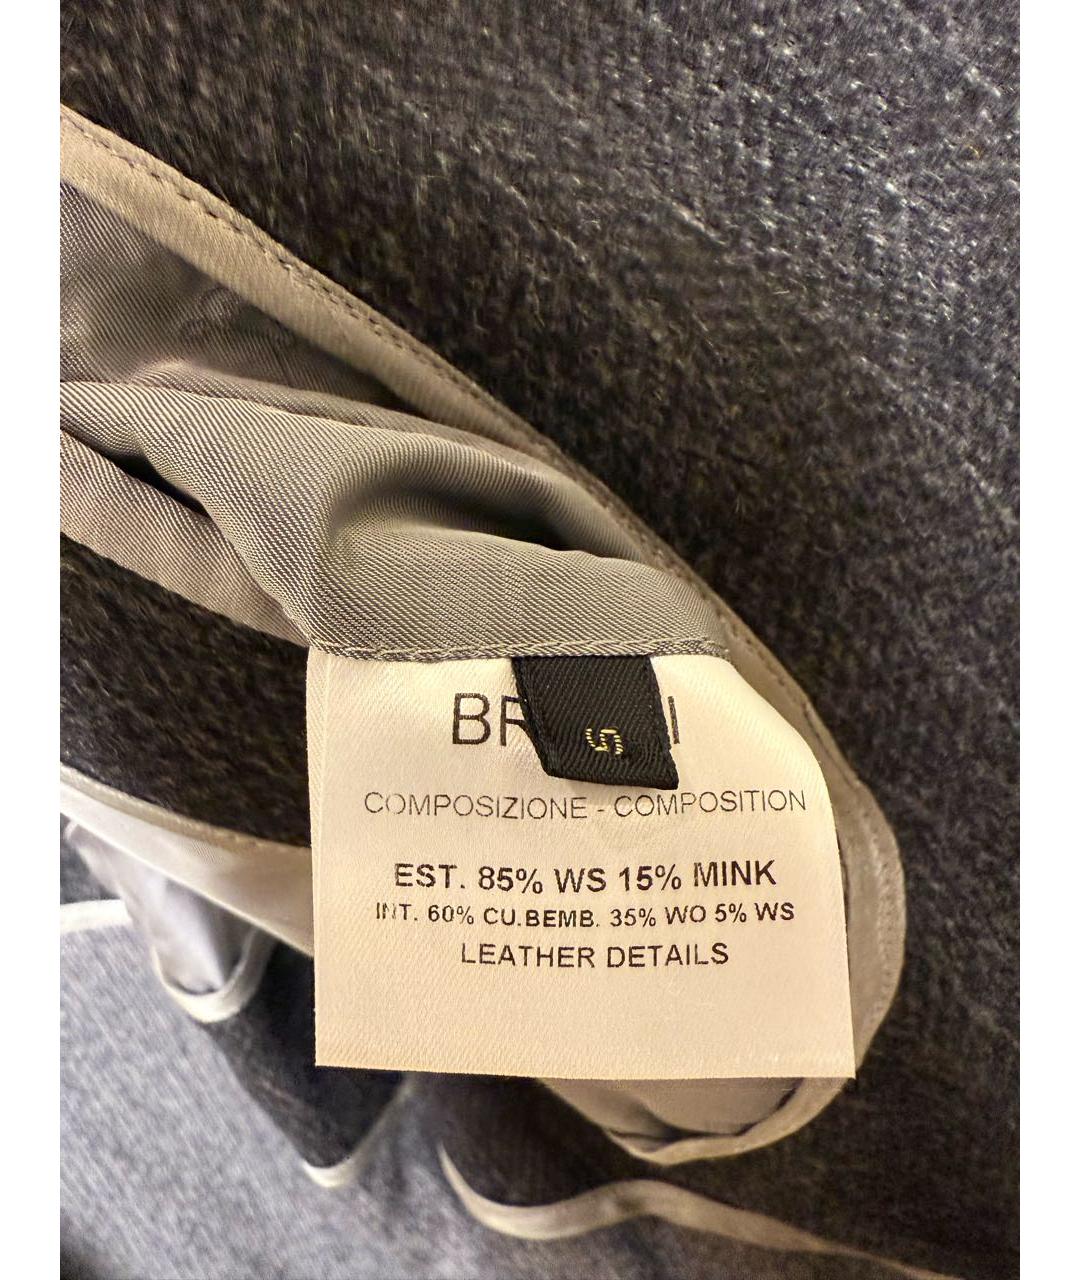 COMPOSIZIONE - COMPOSITION
EST. 85% WS 15% MINK
INT. 60% CU.BEMB. 35% WO 5% WS
LEATHER DETAILS